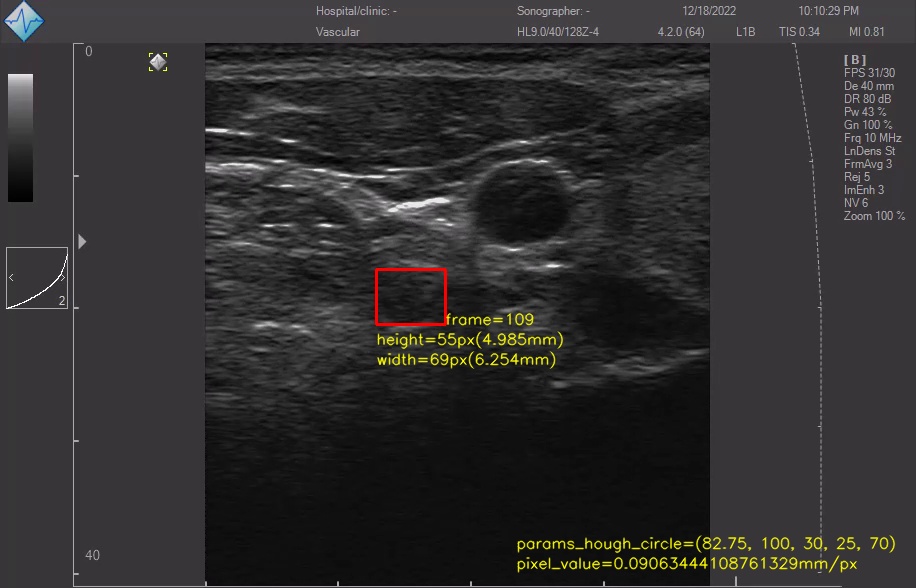 Hospital/clinic: - Sonographer: - 12/18/2022 10:10:29 PM
Vascular HL9.0/40/128Z-4 4.2.0 (64) L1B TIS 0.34 MI 0.81
0
[ B ]
FPS 31/30
De 40 mm
DR 80 dB
Pw 43 %
Gn 100 %
Frq 10 MHz
LnDens St
FrmAvg 3
Rej 5
ImEnh 3
NV 6
Zoom 100 %
2
frame=109
height=55px(4.985mm)
width=69px(6.254mm)
40
params_hough_circle=(82.75, 100, 30, 25, 70)
pixel_value=0.09063444108761329mm/px